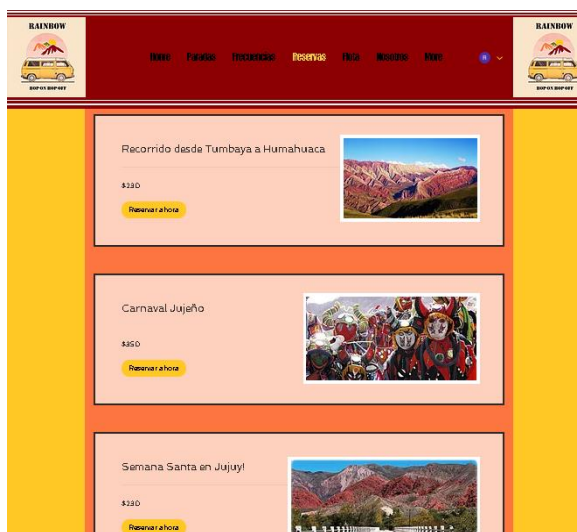 RAINBOW
HOP ON HOP OFF
Home Paradas Frecuencias Reservas Flota Nosotros More
RAINBOW
HOP ON HOP OFF
Recorrido desde Tumbaya a Humahuaca
$230
Reservar ahora
Carnaval Jujeño
$350
Reservar ahora
Semana Santa en Jujuy!
$230
Reservar ahora